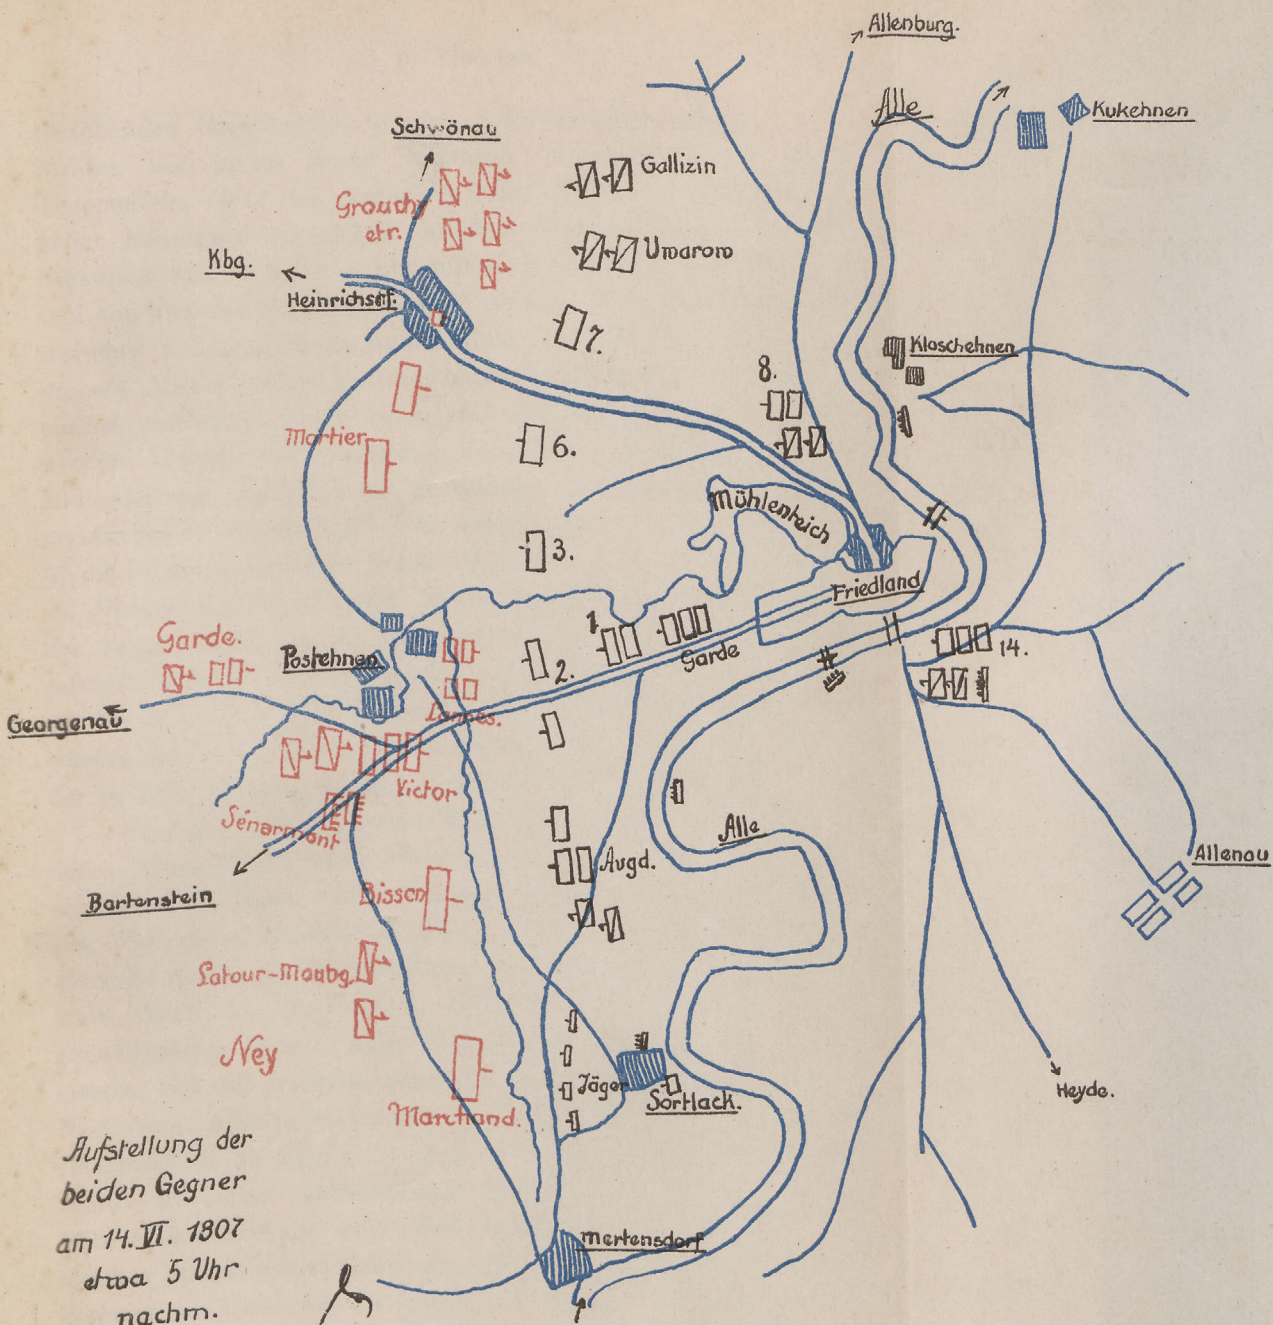 Allenburg.
Alle
Kukehnen
Schwönau
Gallizin
Grouchy
etr.
Uwarow
Kbg.
Heinrichsdf.
7.
Kloschehnen
8.
Mortier
6.
Mühlenteich
3.
Friedland
Garde.
1.
Postehnen
2.
Garde
14.
Lannes.
Georgenau
Victor
Sénarmont
Alle
Augd.
Allenau
Bartenstein
Bisson
Latour-Maubg.
Ney
Jäger
Sortlack.
Heyde.
Marchand.
Aufstellung der
beiden Gegner
am 14. VI. 1807
etwa 5 Uhr
nachm.
Mertensdorf